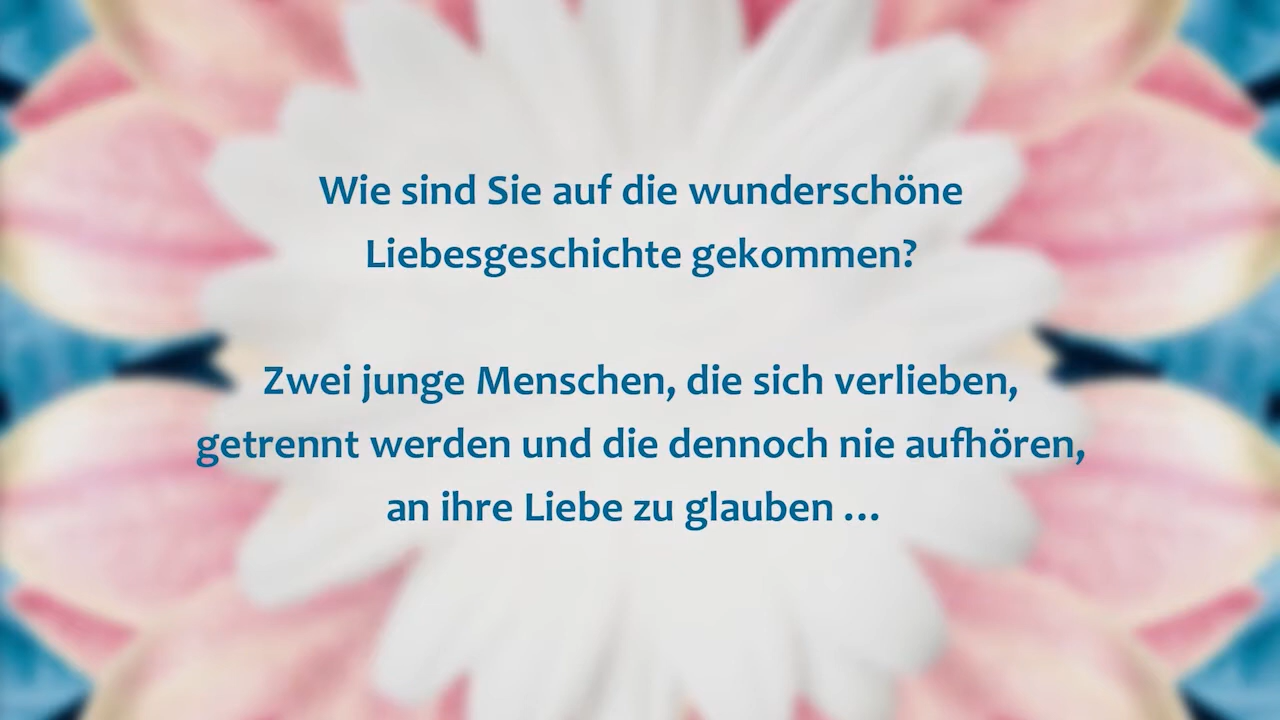 Wie sind Sie auf die wunderschöne
Liebesgeschichte gekommen?
Zwei junge Menschen, die sich verlieben,
getrennt werden und die dennoch nie aufhören,
an ihre Liebe zu glauben …